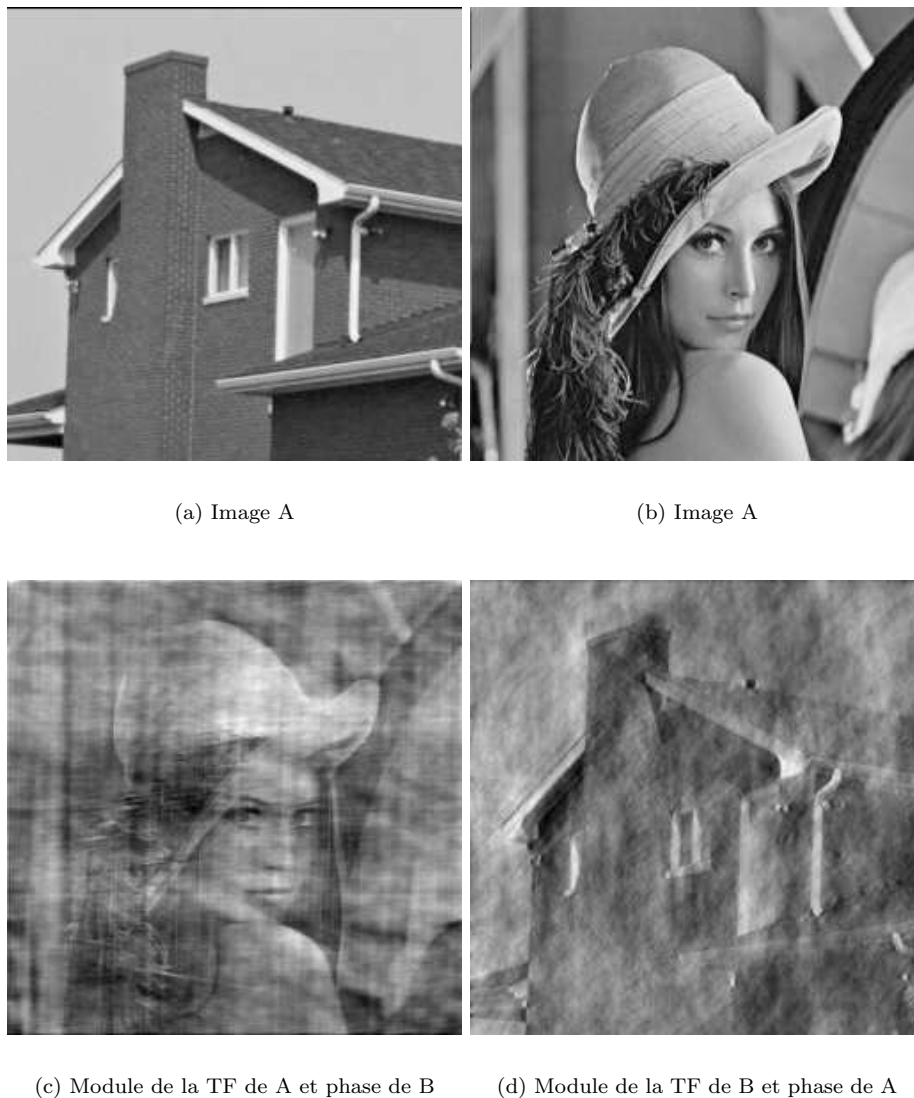 (a) Image A
(b) Image A
(c) Module de la TF de A et phase de B
(d) Module de la TF de B et phase de A